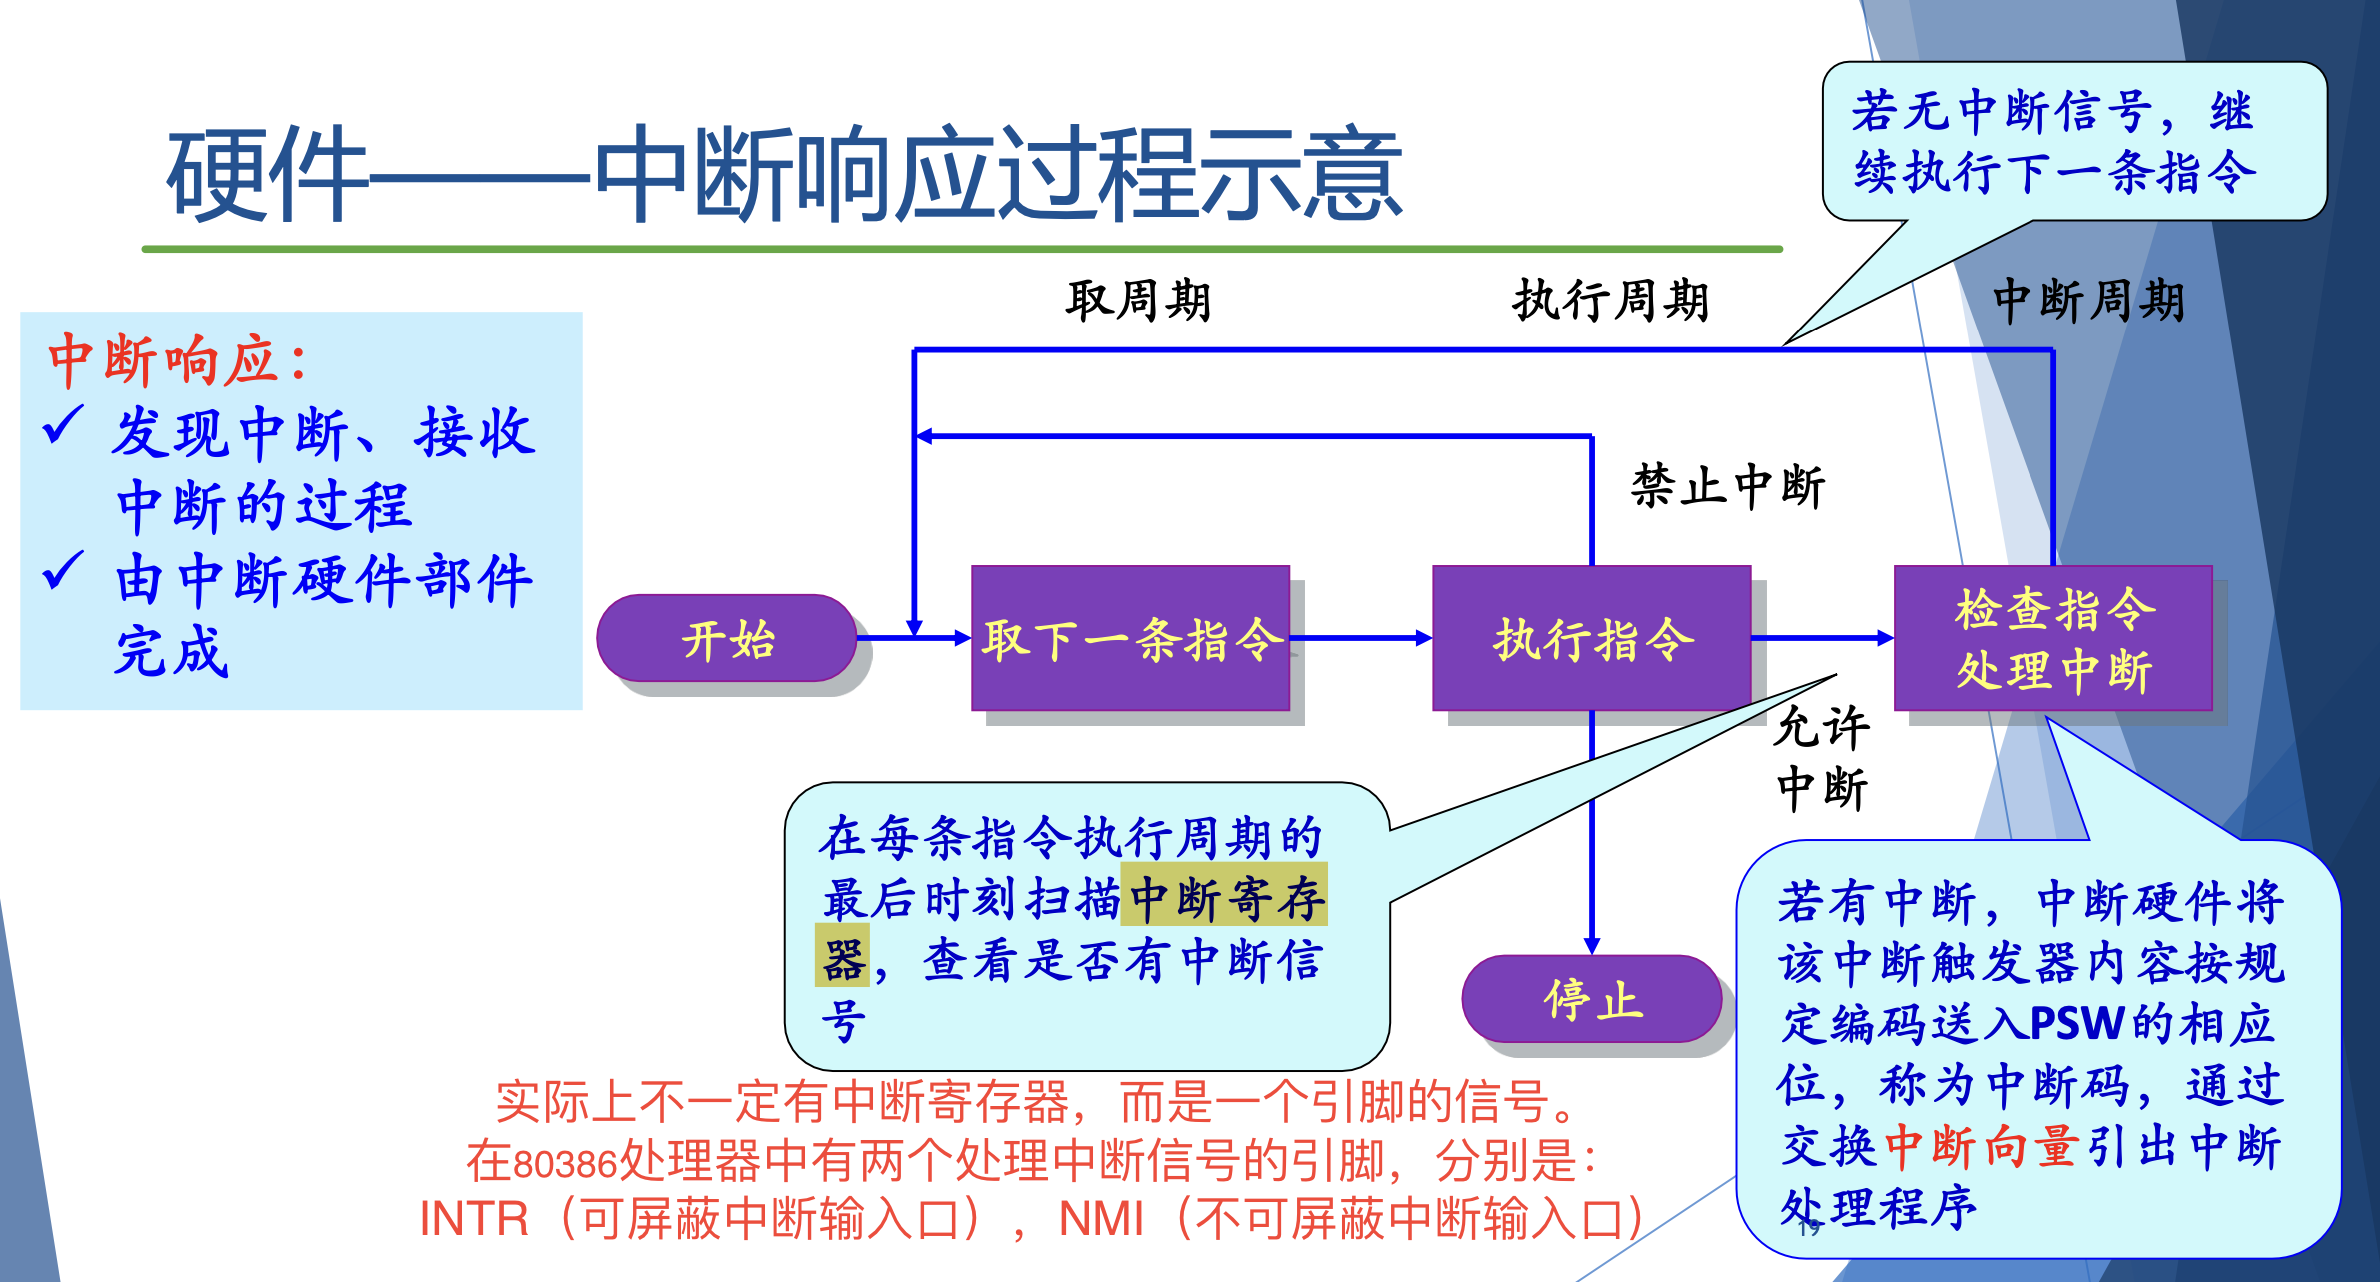 硬件——中断响应过程示意
若无中断信号，继
续执行下一条指令
取周期
执行周期
中断周期
中断响应：
✓ 发现中断、接收
中断的过程
✓ 由中断硬件部件
完成
禁止中断
开始
取下一条指令
执行指令
检查指令
处理中断
允许
中断
在每条指令执行周期的
最后时刻扫描中断寄存
器，查看是否有中断信
号
停止
若有中断，中断硬件将
该中断触发器内容按规
定编码送入PSW的相应
位，称为中断码，通过
交换中断向量引出中断
处理程序
实际上不一定有中断寄存器，而是一个引脚的信号。
在80386处理器中有两个处理中断信号的引脚，分别是：
INTR（可屏蔽中断输入口），NMI（不可屏蔽中断输入口）
19